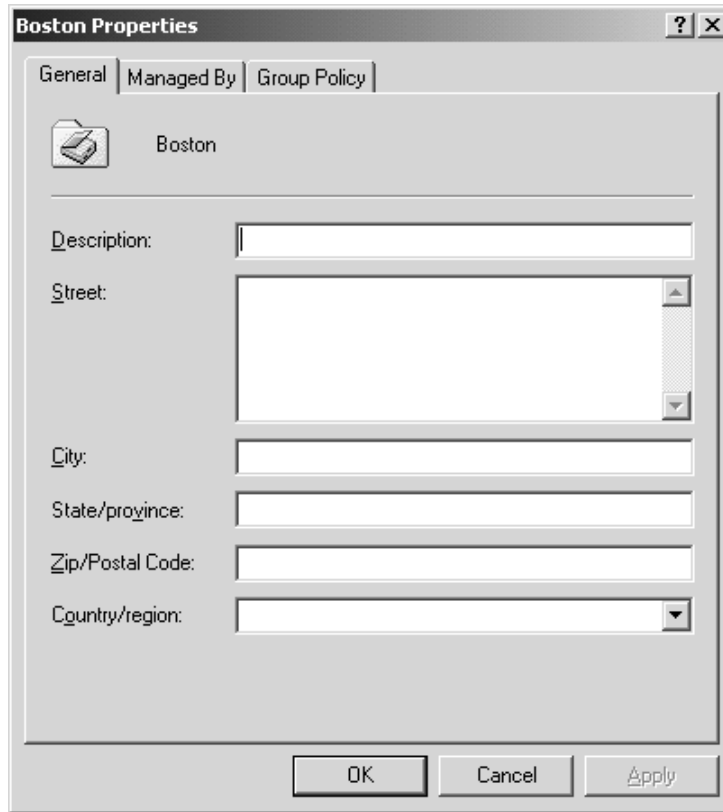 Boston Properties
General Managed By Group Policy
Boston
Description:
Street:
City:
State/province:
Zip/Postal Code:
Country/region:
OK Cancel Apply